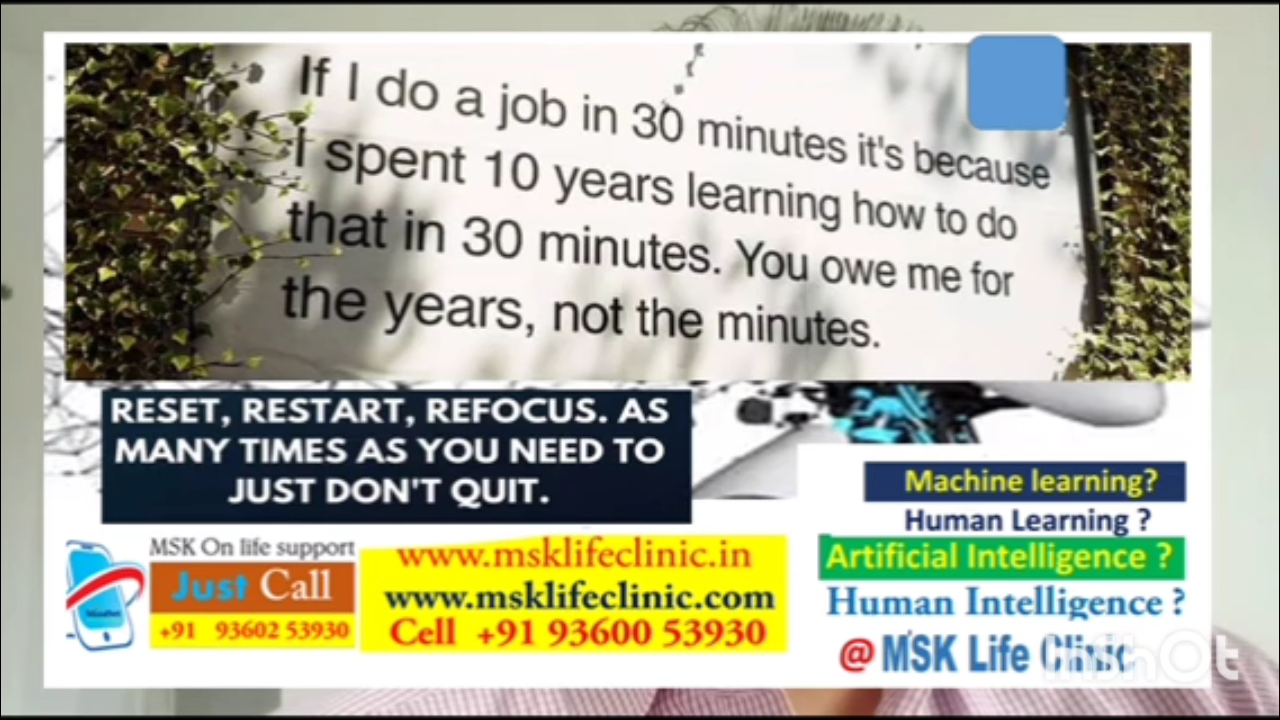 If I do a job in 30 minutes it's because
I spent 10 years learning how to do
that in 30 minutes. You owe me for
the years, not the minutes.
RESET, RESTART, REFOCUS. AS
MANY TIMES AS YOU NEED TO
JUST DON'T QUIT.
Machine learning?
Human Learning ?
Artificial Intelligence ?
Human Intelligence ?
@ MSK Life Clinic
MSK On life support
Just Call
+91 93602 53930
www.msklifeclinic.in
www.msklifeclinic.com
Cell +91 93600 53930
InShOt